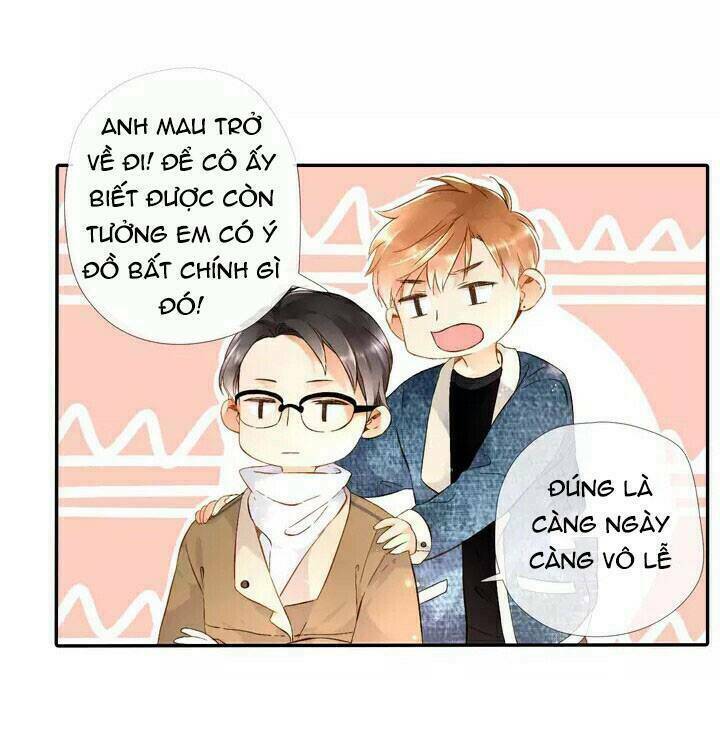 ANH MAU TRỞ
VỀ ĐI! ĐỂ CÔ ẤY
BIẾT ĐƯỢC CÒN
TƯỞNG EM CÓ Ý
ĐỒ BẤT CHÍNH GÌ
ĐÓ!
ĐÚNG LÀ
CÀNG NGÀY
CÀNG VÔ LỄ